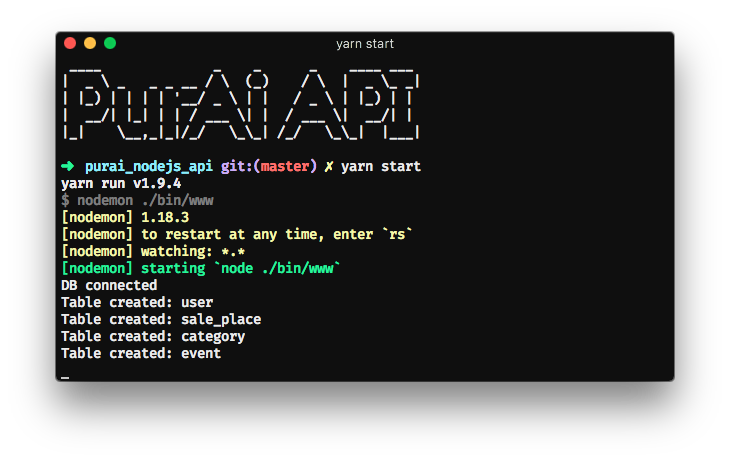 yarn start
PurAi API
➜ purai_nodejs_api git:(master) ✗ yarn start
yarn run v1.9.4
$ nodemon ./bin/www
[nodemon] 1.18.3
[nodemon] to restart at any time, enter `rs`
[nodemon] watching: *.*
[nodemon] starting `node ./bin/www`
DB connected
Table created: user
Table created: sale_place
Table created: category
Table created: event